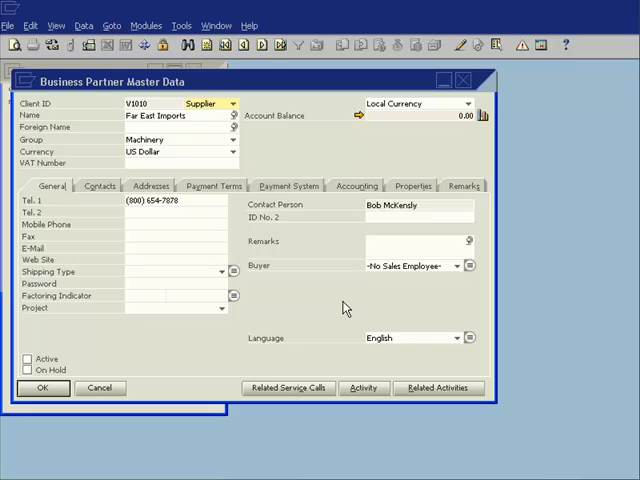 File Edit View Data Goto Modules Tools Window Help
Business Partner Master Data
Client ID V1010 Supplier Local Currency
Name Far East Imports Account Balance 0.00
Foreign Name
Group Machinery
Currency US Dollar
VAT Number
General Contacts Addresses Payment Terms Payment System Accounting Properties Remarks
Tel. 1 (800) 654-7878 Contact Person Bob McKensly
Tel. 2 ID No. 2
Mobile Phone
Fax Remarks
E-Mail
Web Site Buyer -No Sales Employee-
Shipping Type
Password
Factoring Indicator
Project
Language English
Active
On Hold
OK Cancel Related Service Calls Activity Related Activities